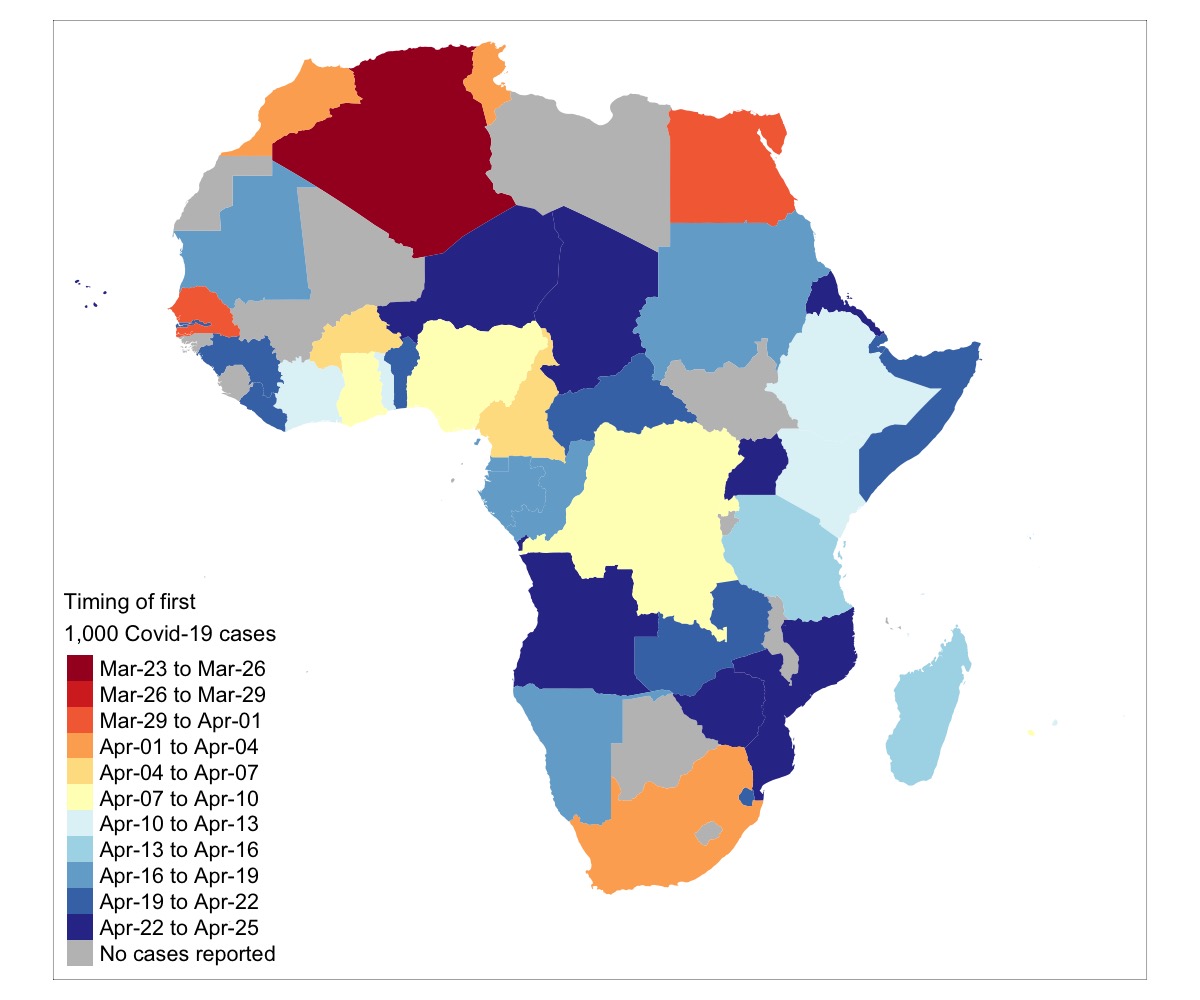 Timing of first
1,000 Covid-19 cases
Mar-23 to Mar-26
Mar-26 to Mar-29
Mar-29 to Apr-01
Apr-01 to Apr-04
Apr-04 to Apr-07
Apr-07 to Apr-10
Apr-10 to Apr-13
Apr-13 to Apr-16
Apr-16 to Apr-19
Apr-19 to Apr-22
Apr-22 to Apr-25
No cases reported